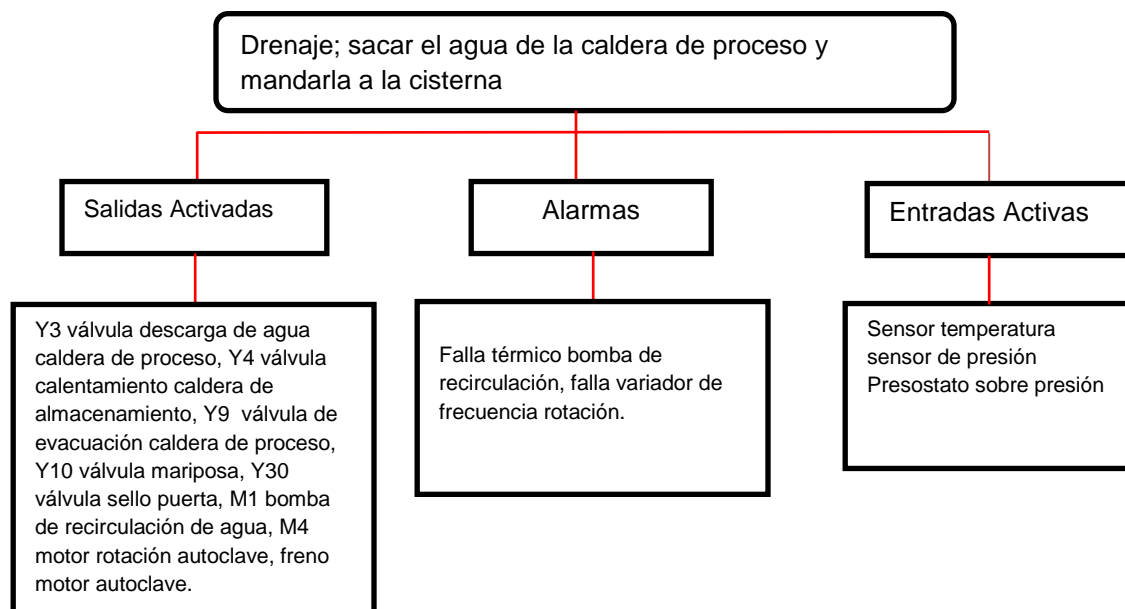 Drenaje; sacar el agua de la caldera de proceso y
mandarla a la cisterna
Salidas Activadas
Alarmas
Entradas Activas
Y3 válvula descarga de agua
caldera de proceso, Y4 válvula
calentamiento caldera de
almacenamiento, Y9 válvula de
evacuación caldera de proceso,
Y10 válvula mariposa, Y30
válvula sello puerta, M1 bomba
de recirculación de agua, M4
motor rotación autoclave, freno
motor autoclave.
Falla térmico bomba de
recirculación, falla variador de
frecuencia rotación.
Sensor temperatura
sensor de presión
Presostato sobre presión